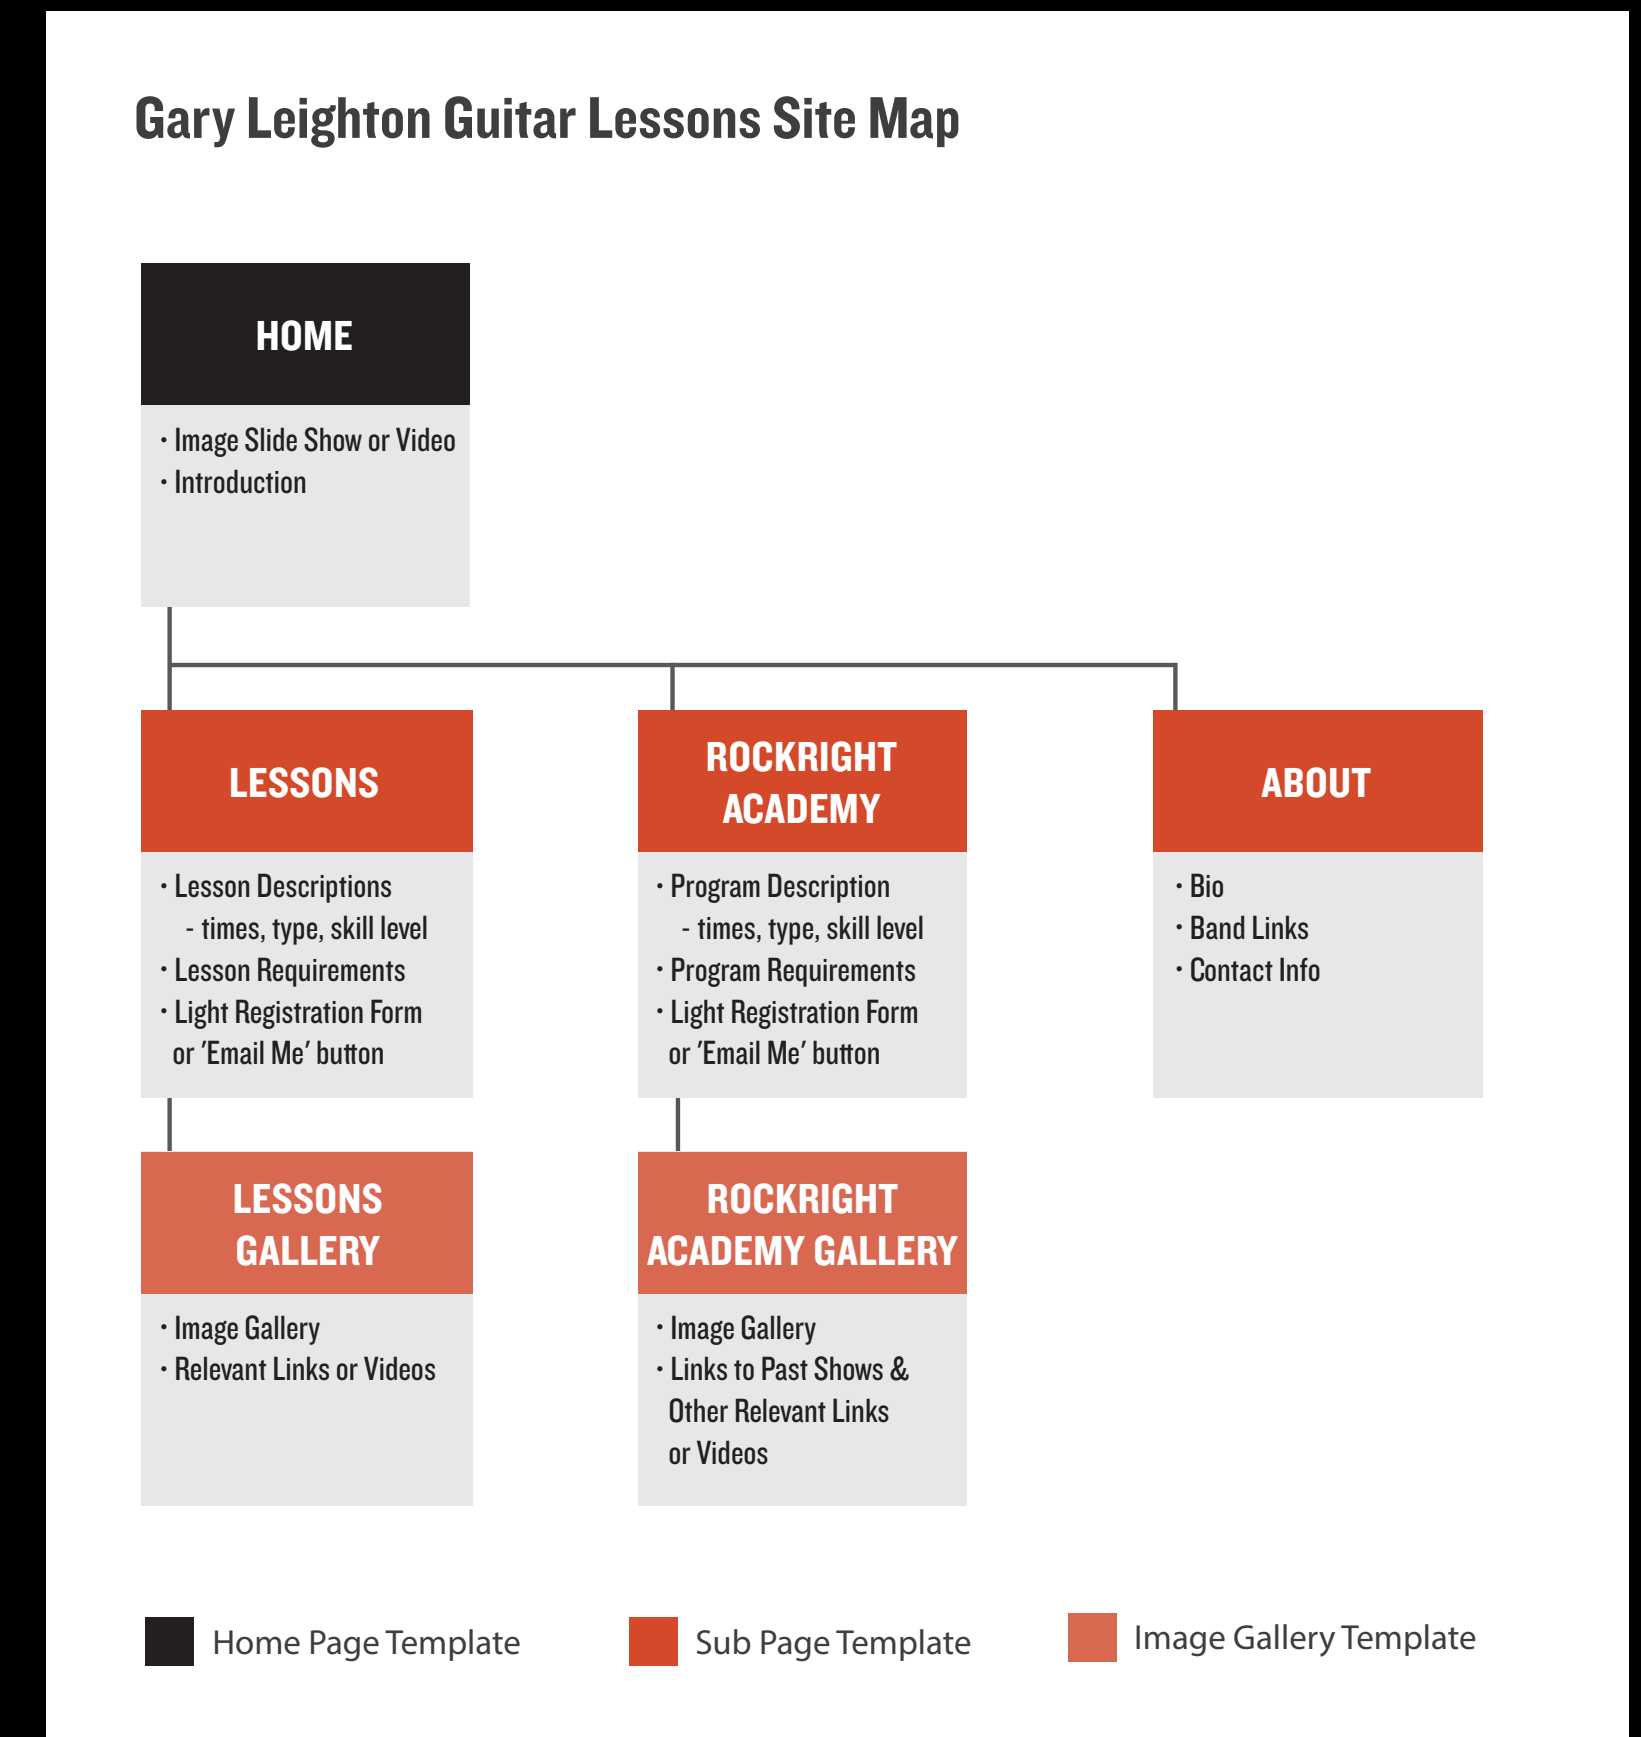 Gary Leighton Guitar Lessons Site Map
HOME
• Image Slide Show or Video
• Introduction
LESSONS
• Lesson Descriptions
- times, type, skill level
• Lesson Requirements
• Light Registration Form
or 'Email Me' button
ROCKRIGHT
ACADEMY
• Program Description
- times, type, skill level
• Program Requirements
• Light Registration Form
or 'Email Me' button
ABOUT
• Bio
• Band Links
• Contact Info
LESSONS
GALLERY
• Image Gallery
• Relevant Links or Videos
ROCKRIGHT
ACADEMY GALLERY
• Image Gallery
• Links to Past Shows &
Other Relevant Links
or Videos
Home Page Template
Sub Page Template
Image Gallery Template